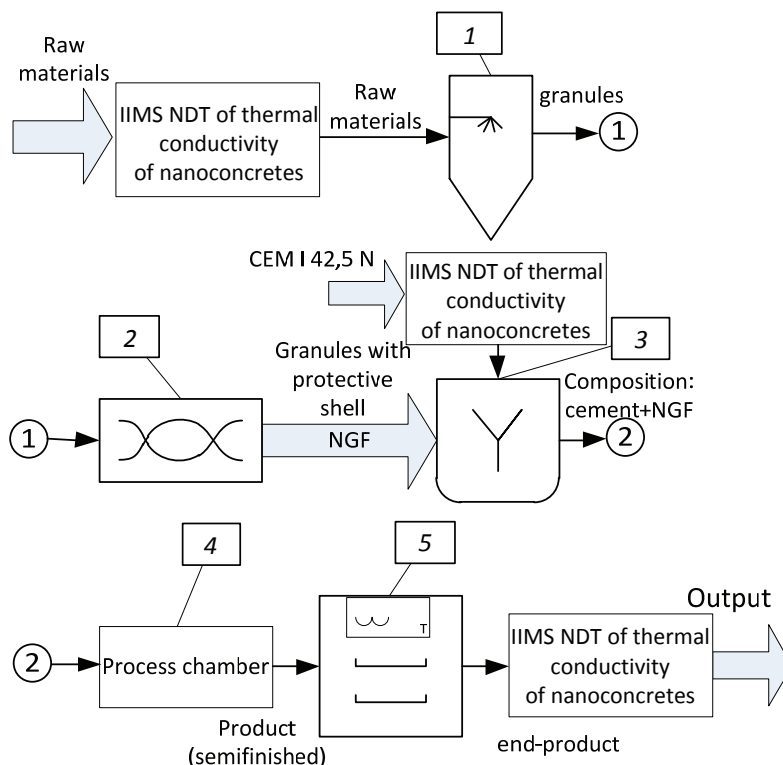 1
Raw
materials
IIMS NDT of thermal
conductivity
of nanoconcretes
Raw
materials
granules
1
CEM I 42,5 N
IIMS NDT of thermal
conductivity
of nanoconcretes
2
3
Granules with
protective
shell
NGF
Composition:
cement+NGF
1
2
4
5
Output
2
Process chamber
T
IIMS NDT of thermal
conductivity
of nanoconcretes
Product
(semifinished)
end-product